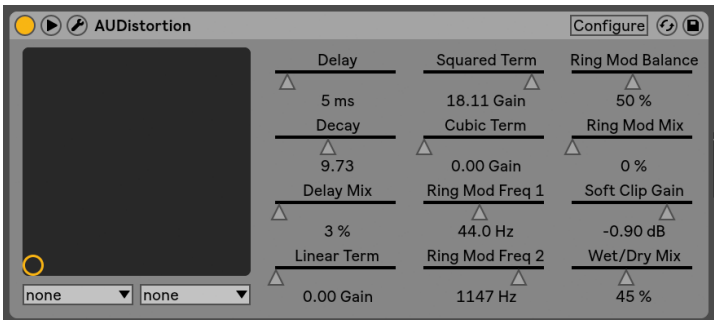 AUDistortion Configure
Delay Squared Term Ring Mod Balance
5 ms 18.11 Gain 50 %
Decay Cubic Term Ring Mod Mix
9.73 0.00 Gain 0 %
Delay Mix Ring Mod Freq 1 Soft Clip Gain
3 % 44.0 Hz -0.90 dB
Linear Term Ring Mod Freq 2 Wet/Dry Mix
none none 0.00 Gain 1147 Hz 45 %